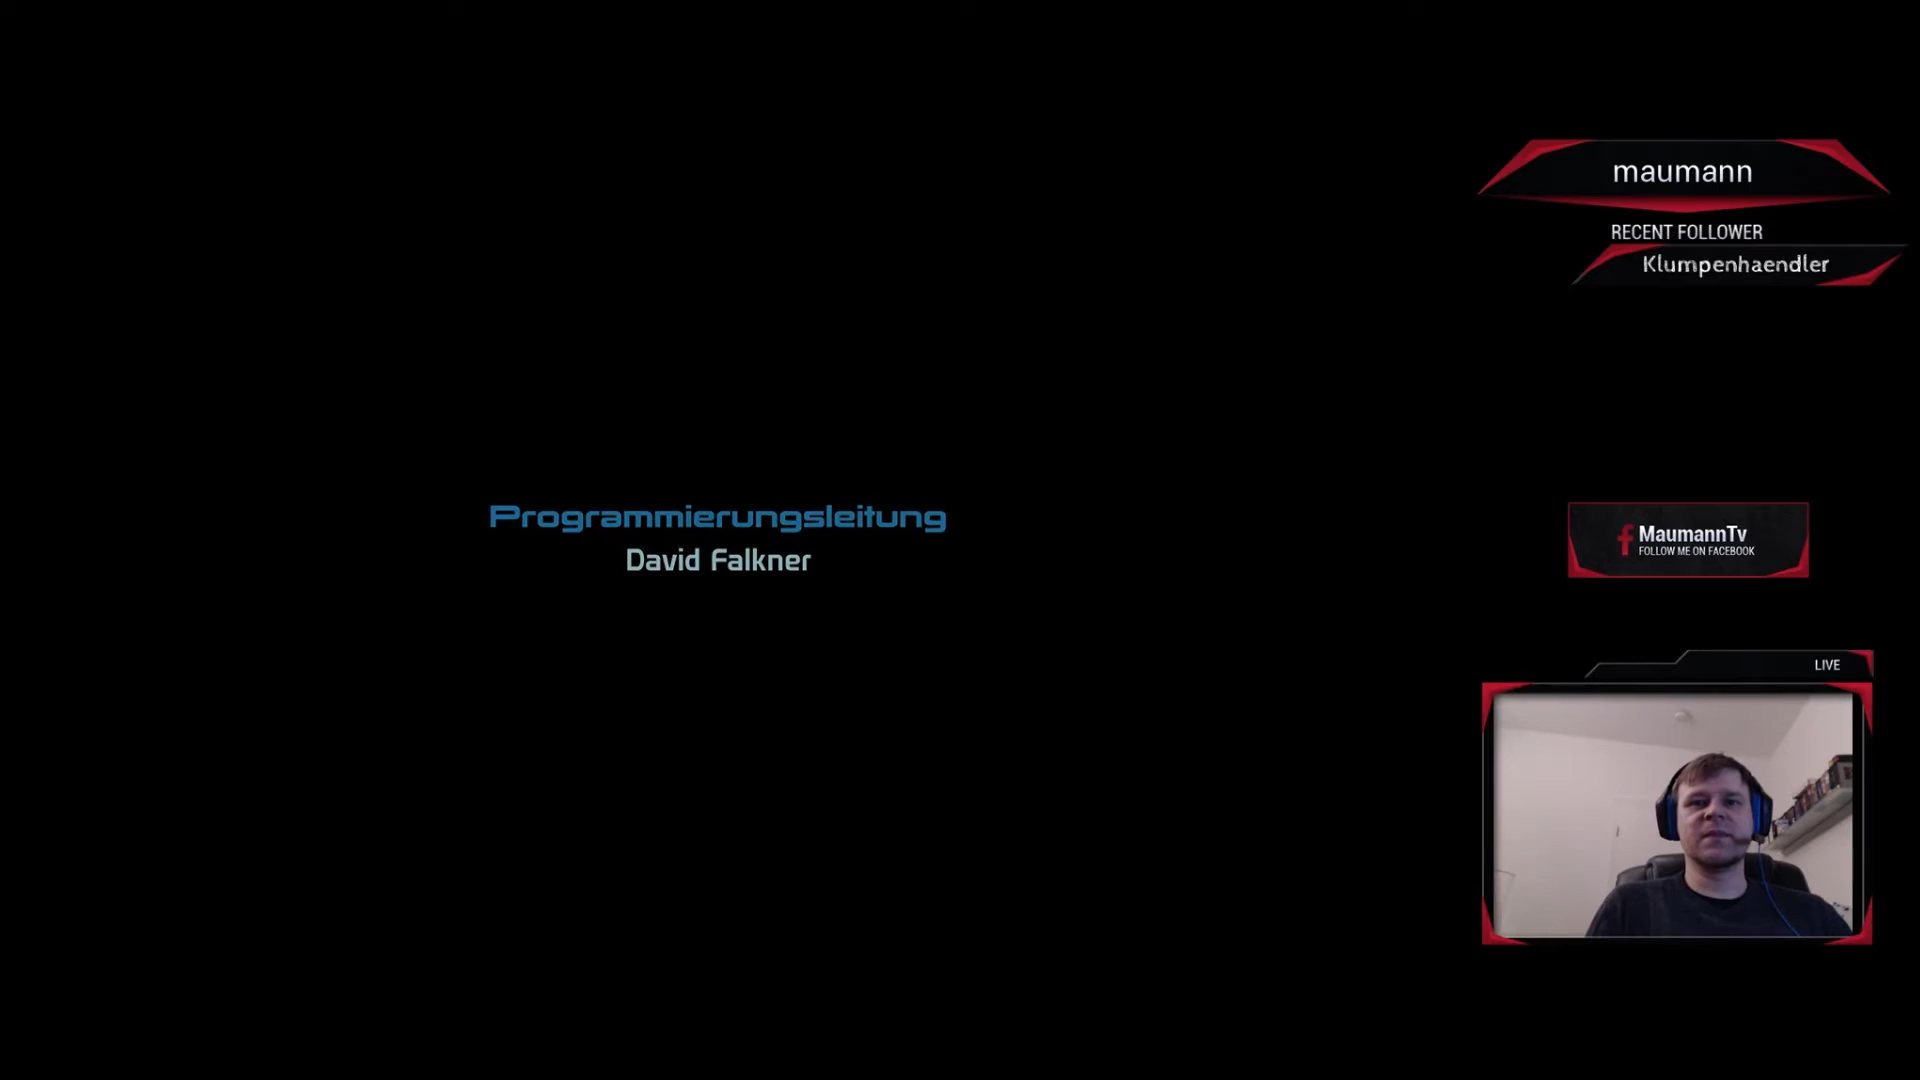 maumann
RECENT FOLLOWER
Klumpenhaendler
Programmierungsleitung
David Falkner
MaumannTv
FOLLOW ME ON FACEBOOK
LIVE